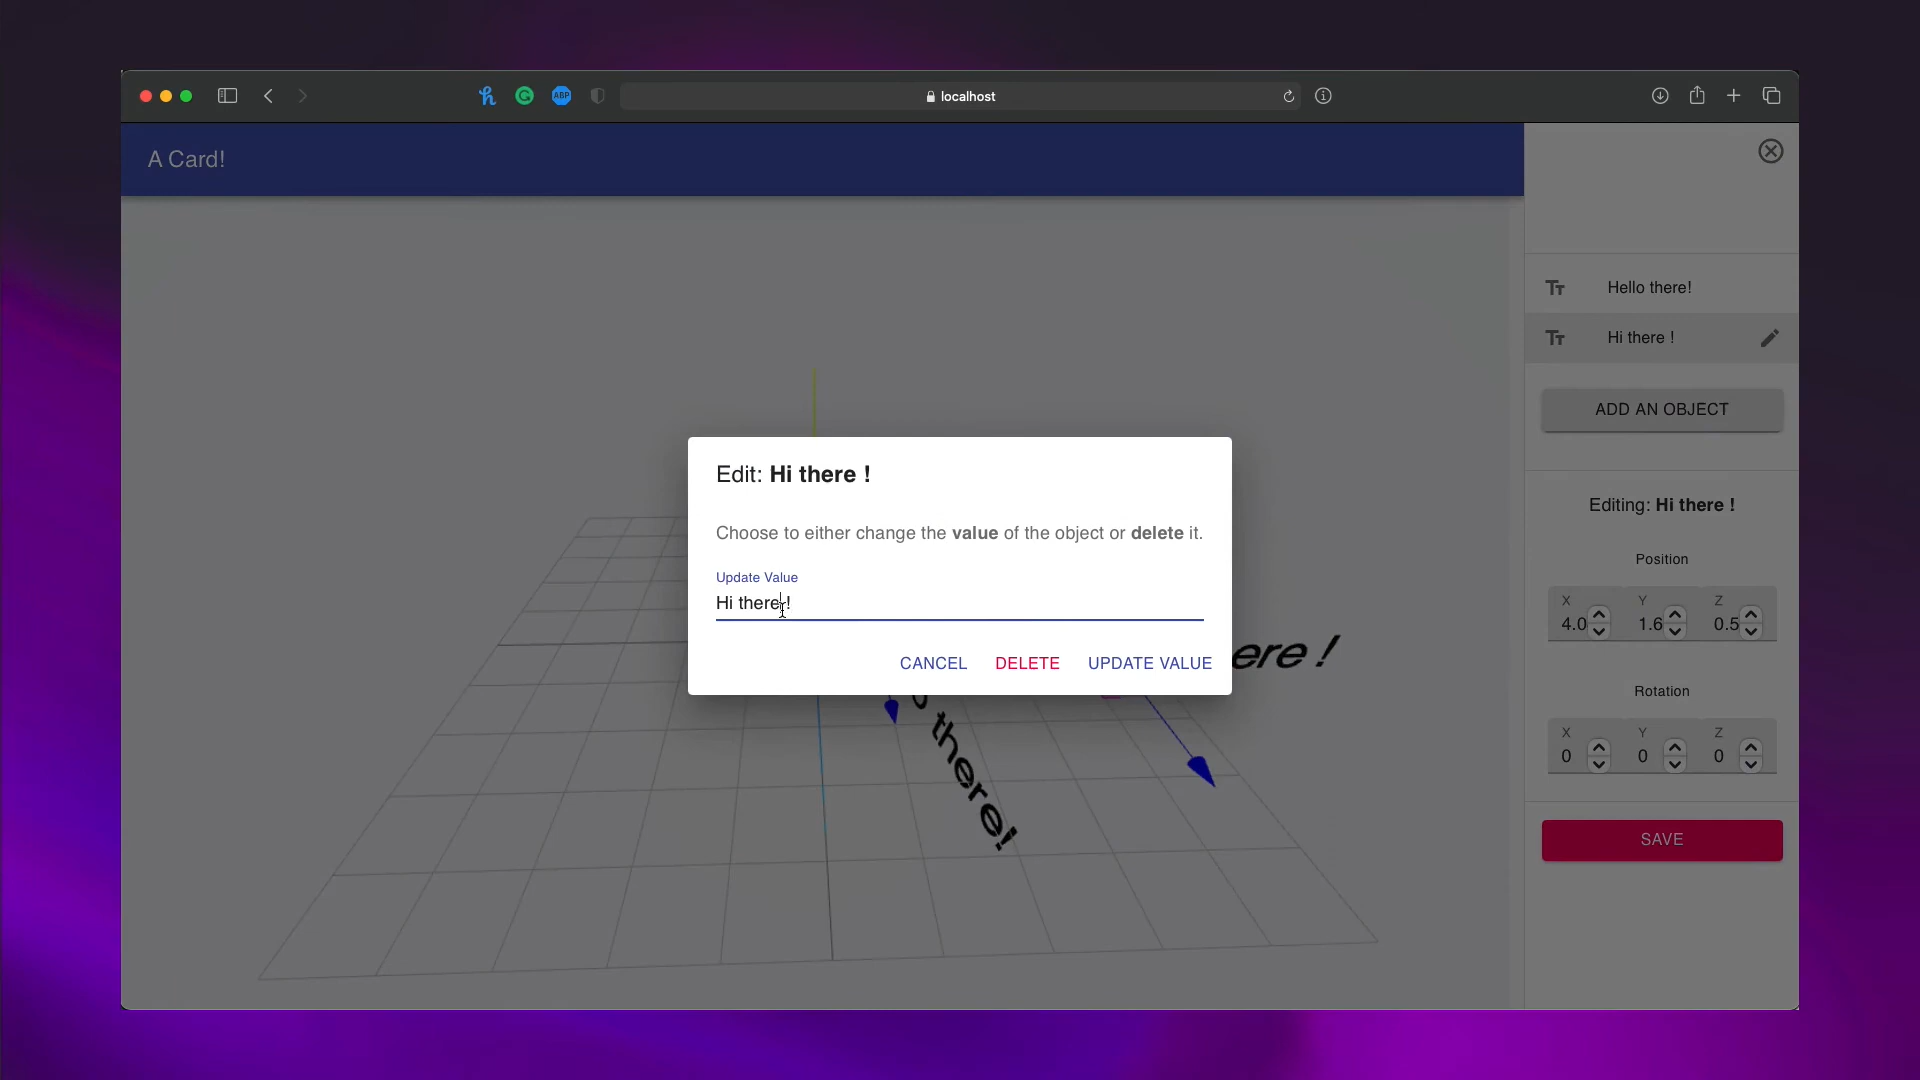 ABP
localhost
A Card!
Hello there!
Hi there !
ADD AN OBJECT
Edit: Hi there !
Choose to either change the value of the object or delete it.
Update Value
Hi there !
CANCEL DELETE UPDATE VALUE
ere !
there!
Editing: Hi there !
Position
X Y Z
4.0 1.6 0.5
Rotation
X Y Z
0 0 0
SAVE